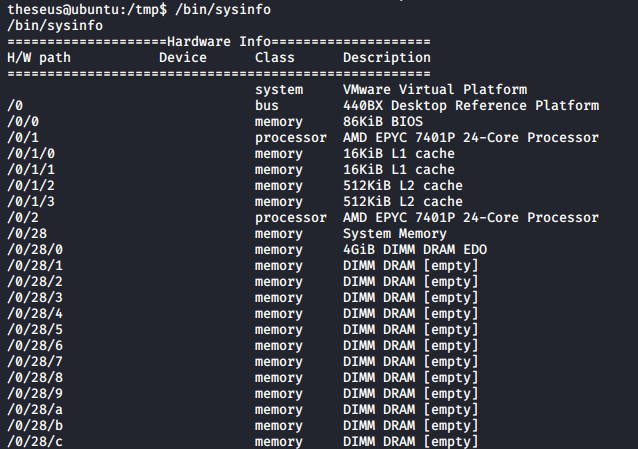 theseus@ubuntu:/tmp$ /bin/sysinfo
/bin/sysinfo
====================Hardware Info====================
H/W path           Device      Class      Description
=====================================================
                               system     VMware Virtual Platform
/0                             bus        440BX Desktop Reference Platform
/0/0                           memory     86KiB BIOS
/0/1                           processor  AMD EPYC 7401P 24-Core Processor
/0/1/0                         memory     16KiB L1 cache
/0/1/1                         memory     16KiB L1 cache
/0/1/2                         memory     512KiB L2 cache
/0/1/3                         memory     512KiB L2 cache
/0/2                           processor  AMD EPYC 7401P 24-Core Processor
/0/28                          memory     System Memory
/0/28/0                        memory     4GiB DIMM DRAM EDO
/0/28/1                        memory     DIMM DRAM [empty]
/0/28/2                        memory     DIMM DRAM [empty]
/0/28/3                        memory     DIMM DRAM [empty]
/0/28/4                        memory     DIMM DRAM [empty]
/0/28/5                        memory     DIMM DRAM [empty]
/0/28/6                        memory     DIMM DRAM [empty]
/0/28/7                        memory     DIMM DRAM [empty]
/0/28/8                        memory     DIMM DRAM [empty]
/0/28/9                        memory     DIMM DRAM [empty]
/0/28/a                        memory     DIMM DRAM [empty]
/0/28/b                        memory     DIMM DRAM [empty]
/0/28/c                        memory     DIMM DRAM [empty]